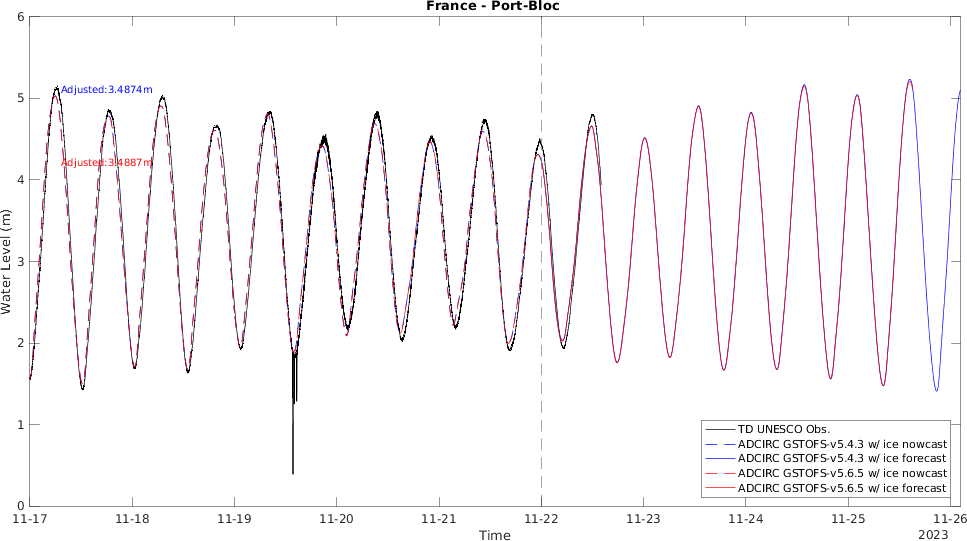 France - Port-Bloc
6
5
4
3
2
1
0
Water Level (m)
Adjusted:3.4874m
Adjusted:3.4887m
TD UNESCO Obs.
ADCIRC GSTOFS-v5.4.3 w/ ice nowcast
ADCIRC GSTOFS-v5.4.3 w/ ice forecast
ADCIRC GSTOFS-v5.6.5 w/ ice nowcast
ADCIRC GSTOFS-v5.6.5 w/ ice forecast
11-17 11-18 11-19 11-20 11-21 11-22 11-23 11-24 11-25 11-26
Time
2023